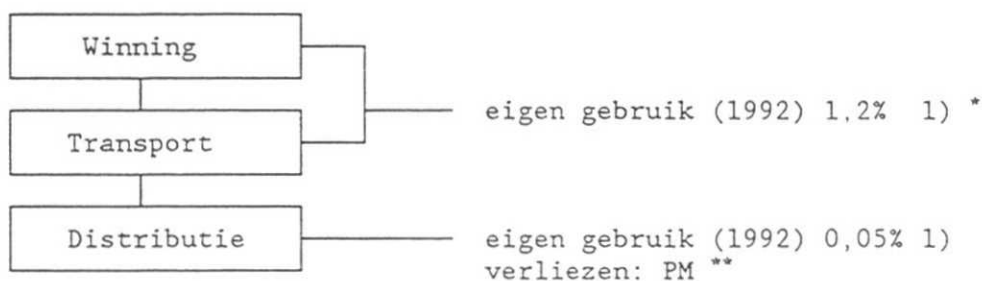 Winning
eigen gebruik (1992) 1,2% 1) *
Transport
Distributie
eigen gebruik (1992) 0,05% 1)
verliezen: PM **